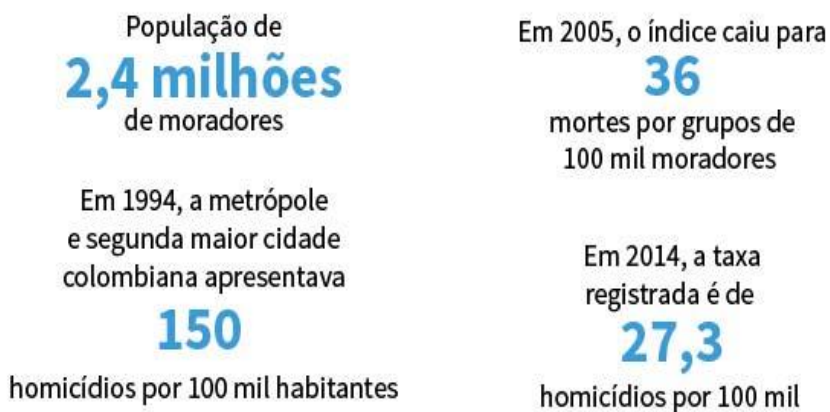 População de
2,4 milhões
de moradores
Em 1994, a metrópole
e segunda maior cidade
colombiana apresentava
150
homicídios por 100 mil habitantes
Em 2005, o índice caiu para
36
mortes por grupos de
100 mil moradores
Em 2014, a taxa
registrada é de
27,3
homicídios por 100 mil